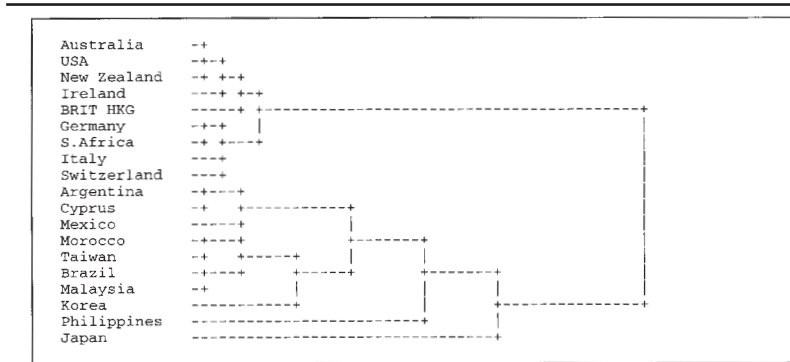 Australia
USA
New Zealand
Ireland
BRIT HKG
Germany
S.Africa
Italy
Switzerland
Argentina
Cyprus
Mexico
Morocco
Taiwan
Brazil
Malaysia
Korea
Philippines
Japan